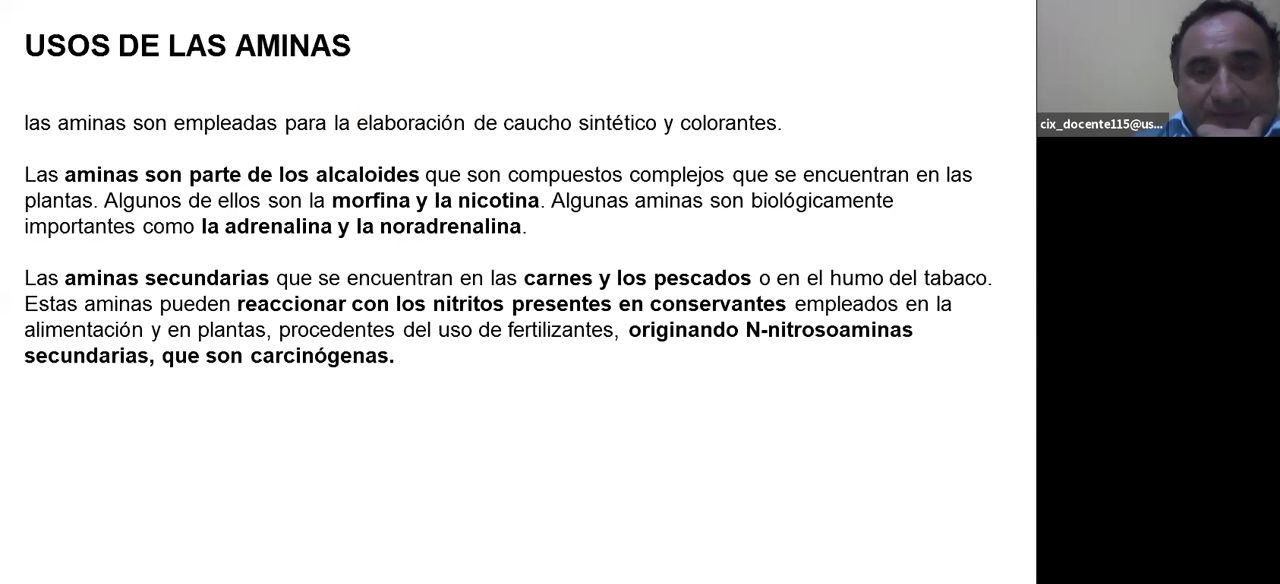 USOS DE LAS AMINAS
las aminas son empleadas para la elaboración de caucho sintético y colorantes.
Las aminas son parte de los alcaloides que son compuestos complejos que se encuentran en las
plantas. Algunos de ellos son la morfina y la nicotina. Algunas aminas son biológicamente
importantes como la adrenalina y la noradrenalina.
Las aminas secundarias que se encuentran en las carnes y los pescados o en el humo del tabaco.
Estas aminas pueden reaccionar con los nitritos presentes en conservantes empleados en la
alimentación y en plantas, procedentes del uso de fertilizantes, originando N-nitrosoaminas
secundarias, que son carcinógenas.
cix_docente115@us...